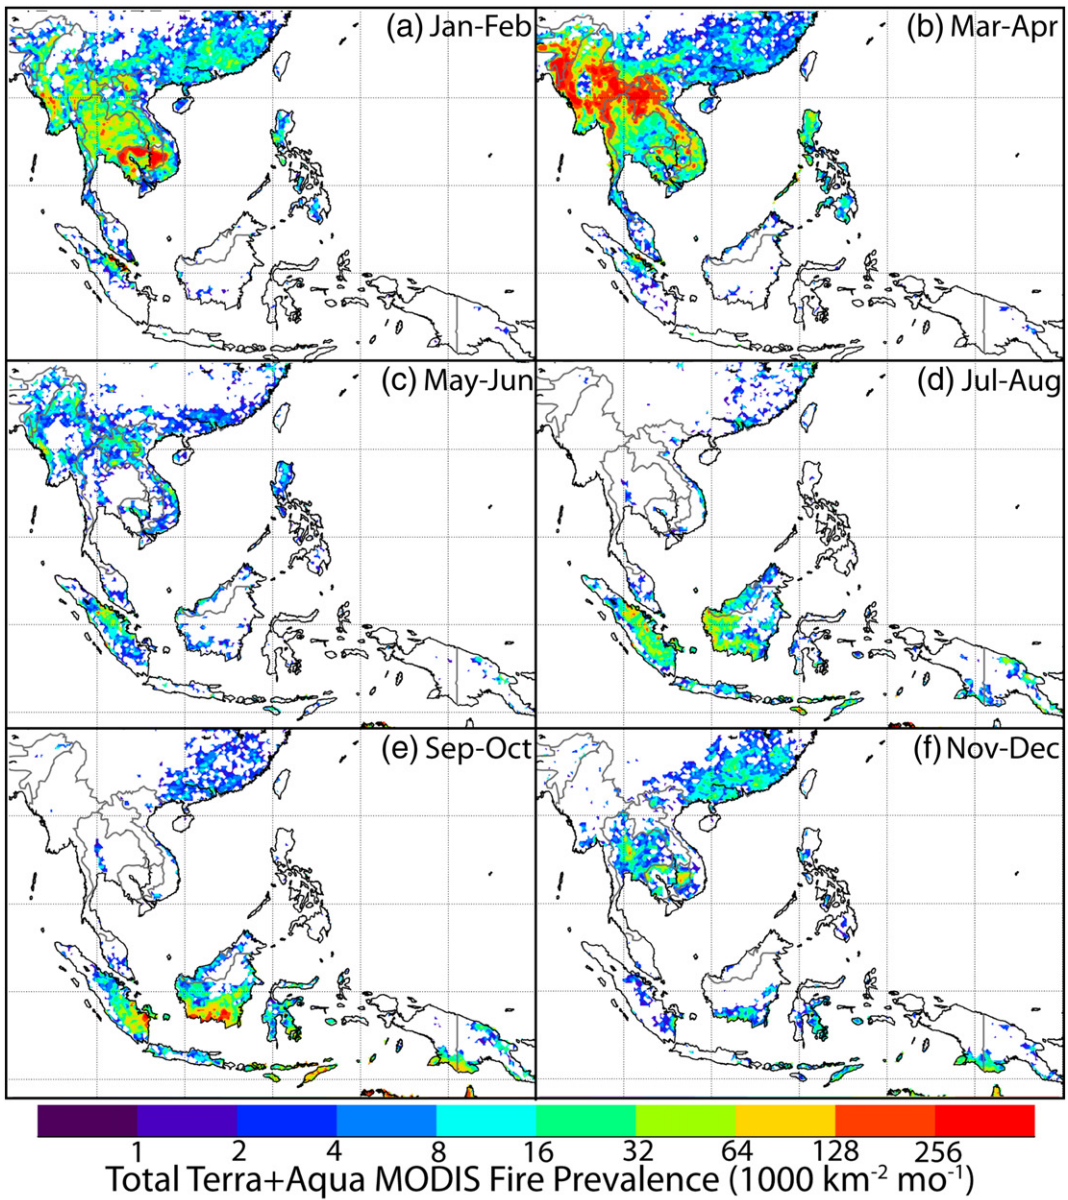 (a) Jan-Feb
(b) Mar-Apr
(c) May-Jun
(d) Jul-Aug
(e) Sep-Oct
(f) Nov-Dec
1 2 4 8 16 32 64 128 256
Total Terra+Aqua MODIS Fire Prevalence (1000 km⁻² mo⁻¹)